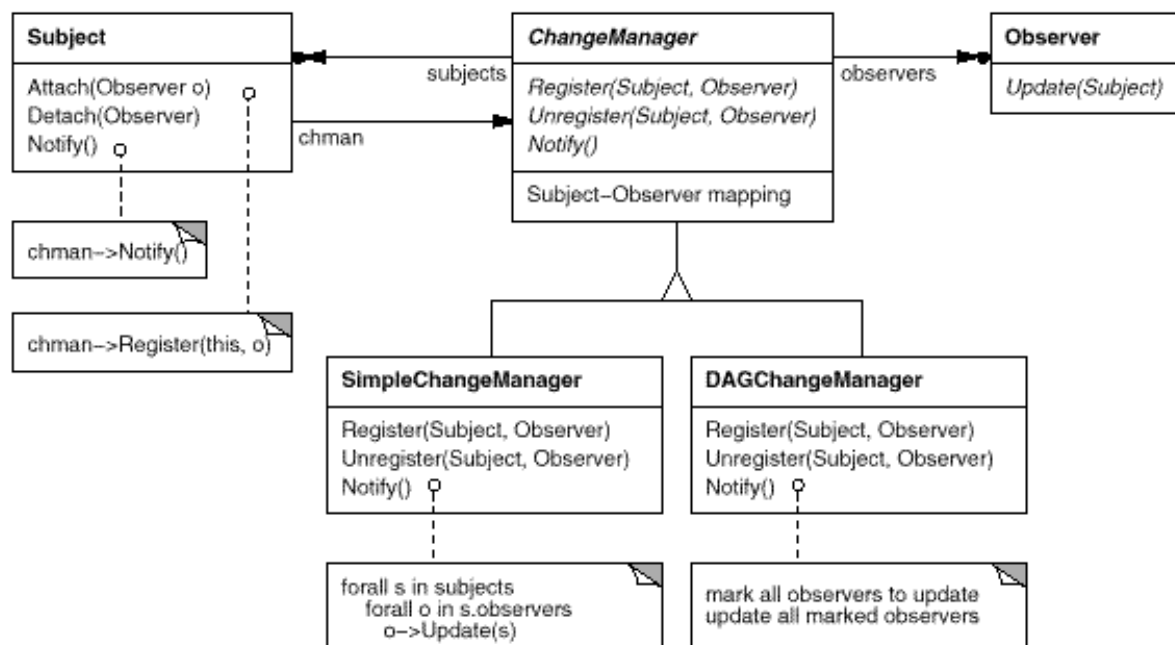 Subject
Attach(Observer o)
Detach(Observer)
Notify()
chman->Notify()
chman->Register(this, o)
subjects
chman
ChangeManager
Register(Subject, Observer)
Unregister(Subject, Observer)
Notify()
Subject-Observer mapping
observers
Observer
Update(Subject)
SimpleChangeManager
Register(Subject, Observer)
Unregister(Subject, Observer)
Notify()
forall s in subjects
forall o in s.observers
o->Update(s)
DAGChangeManager
Register(Subject, Observer)
Unregister(Subject, Observer)
Notify()
mark all observers to update
update all marked observers